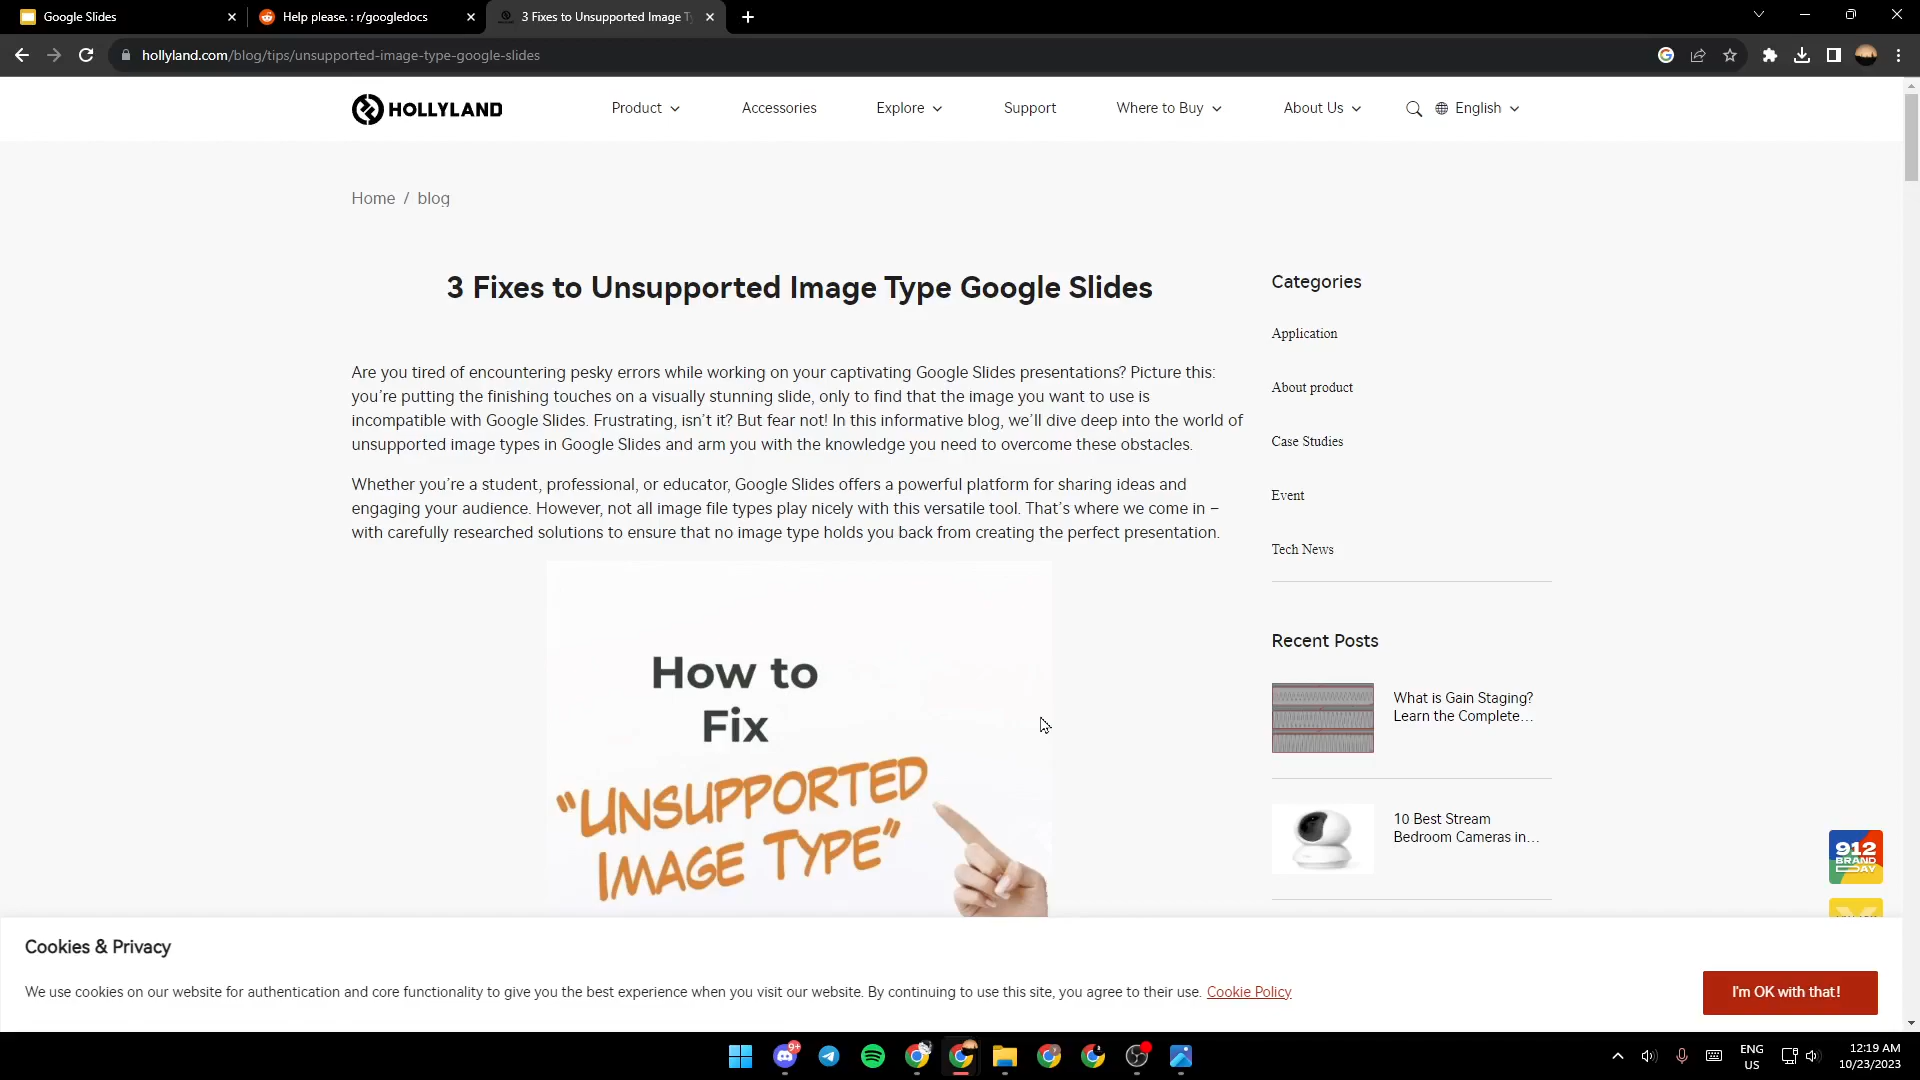 Google Slides
Help please. : r/googledocs
3 Fixes to Unsupported Image T
hollyland.com/blog/tips/unsupported-image-type-google-slides
HOLLYLAND
Product
Accessories
Explore
Support
Where to Buy
About Us
English
Home / blog
3 Fixes to Unsupported Image Type Google Slides
Are you tired of encountering pesky errors while working on your captivating Google Slides presentations? Picture this:
you're putting the finishing touches on a visually stunning slide, only to find that the image you want to use is
incompatible with Google Slides. Frustrating, isn't it? But fear not! In this informative blog, we'll dive deep into the world of
unsupported image types in Google Slides and arm you with the knowledge you need to overcome these obstacles.
Whether you're a student, professional, or educator, Google Slides offers a powerful platform for sharing ideas and
engaging your audience. However, not all image file types play nicely with this versatile tool. That's where we come in –
with carefully researched solutions to ensure that no image type holds you back from creating the perfect presentation.
How to
Fix
"UNSUPPORTED
IMAGE TYPE"
Categories
Application
About product
Case Studies
Event
Tech News
Recent Posts
What is Gain Staging?
Learn the Complete...
10 Best Stream
Bedroom Cameras in...
912
BRAND
DAY
Cookies & Privacy
We use cookies on our website for authentication and core functionality to give you the best experience when you visit our website. By continuing to use this site, you agree to their use. Cookie Policy
I'm OK with that!
9+
ENG
US
12:19 AM
10/23/2023